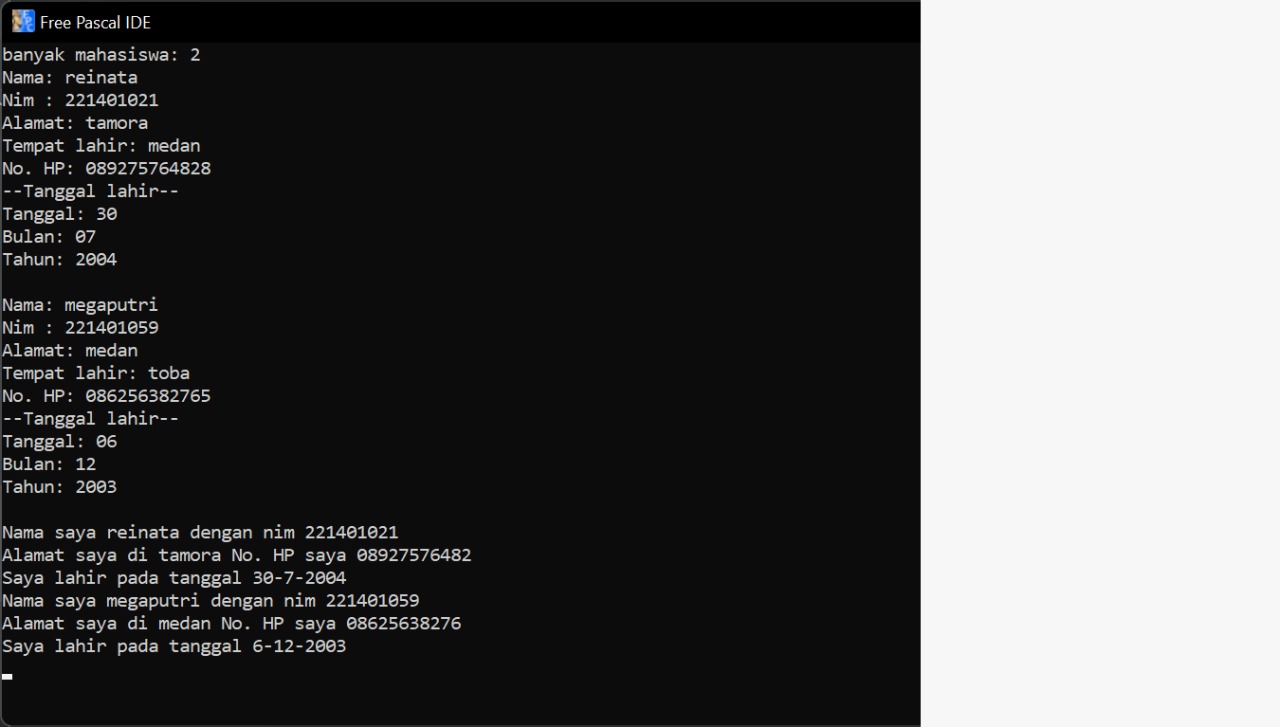 Free Pascal IDE
banyak mahasiswa: 2
Nama: reinata
Nim : 221401021
Alamat: tamora
Tempat lahir: medan
No. HP: 089275764828
--Tanggal lahir--
Tanggal: 30
Bulan: 07
Tahun: 2004
Nama: megaputri
Nim : 221401059
Alamat: medan
Tempat lahir: toba
No. HP: 086256382765
--Tanggal lahir--
Tanggal: 06
Bulan: 12
Tahun: 2003
Nama saya reinata dengan nim 221401021
Alamat saya di tamora No. HP saya 08927576482
Saya lahir pada tanggal 30-7-2004
Nama saya megaputri dengan nim 221401059
Alamat saya di medan No. HP saya 08625638276
Saya lahir pada tanggal 6-12-2003